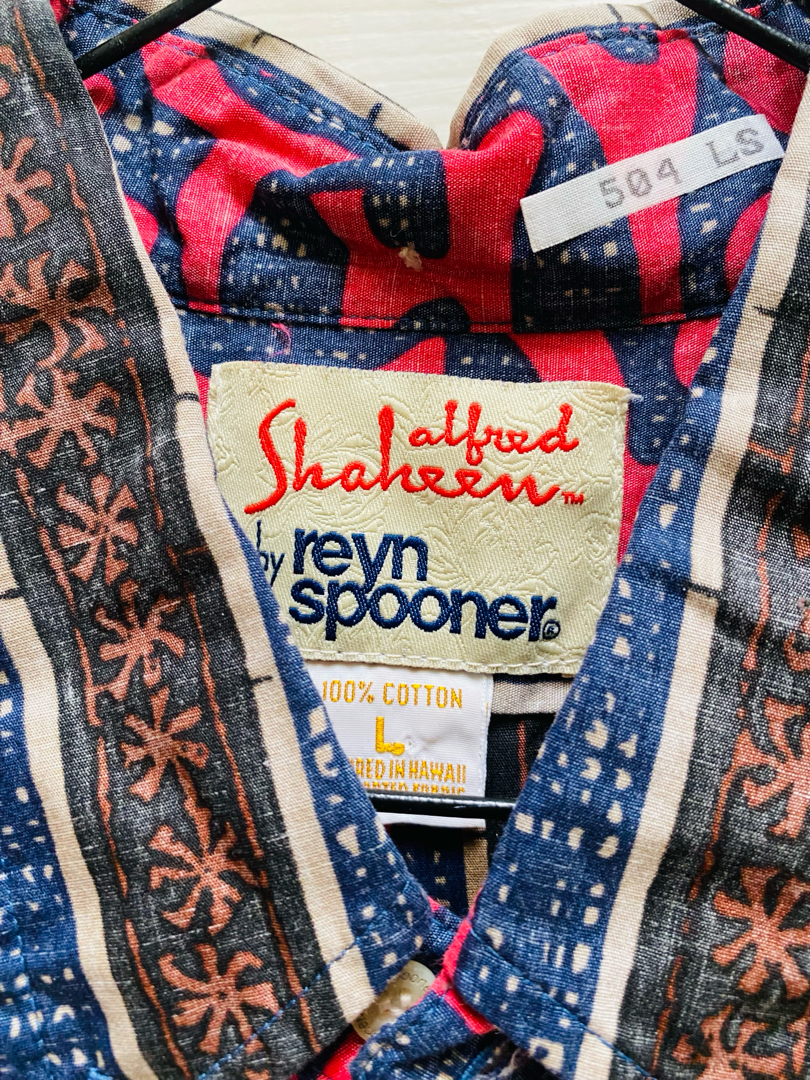 504 LS
alfred
Shaheen™
by reyn
spooner®
100% COTTON
L
RED IN HAWAII